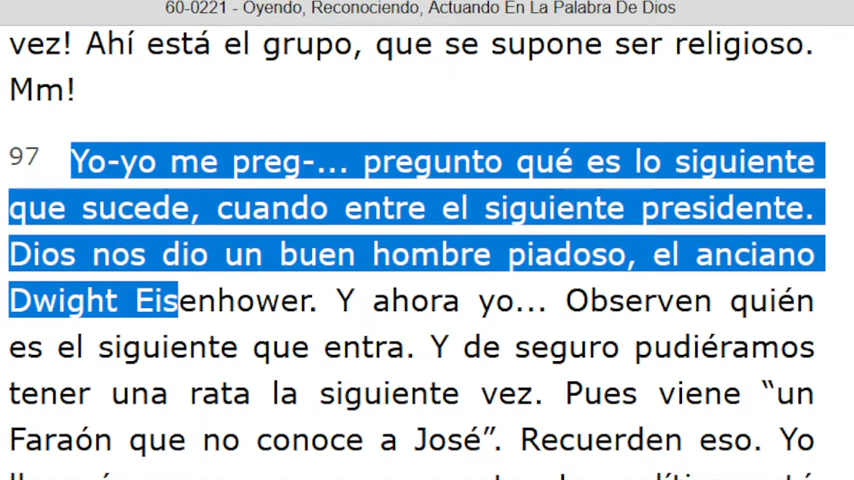 60-0221 - Oyendo, Reconociendo, Actuando En La Palabra De Dios
vez! Ahí está el grupo, que se supone ser religioso.
Mm!
97 Yo-yo me preg-... pregunto qué es lo siguiente
que sucede, cuando entre el siguiente presidente.
Dios nos dio un buen hombre piadoso, el anciano
Dwight Eisenhower. Y ahora yo... Observen quién
es el siguiente que entra. Y de seguro pudiéramos
tener una rata la siguiente vez. Pues viene “un
Faraón que no conoce a José”. Recuerden eso. Yo